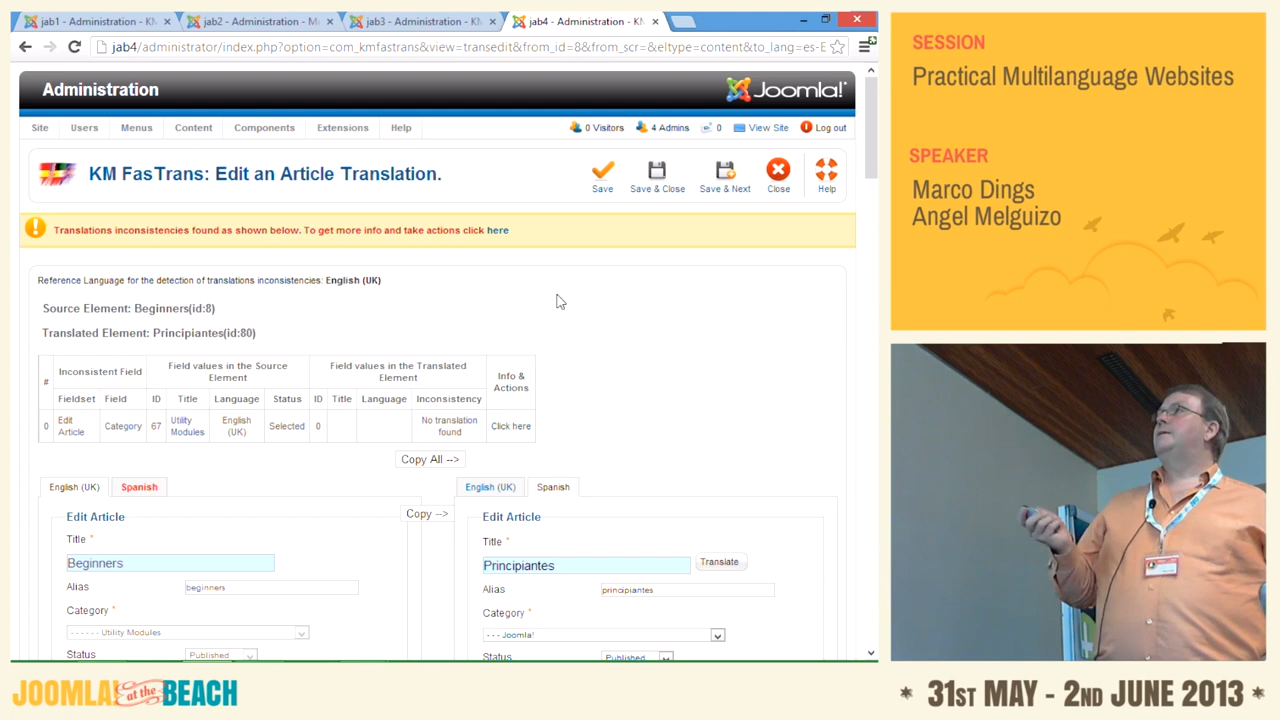 jab1 - Administration - KM
jab2 - Administration - M
jab3 - Administration - KM
jab4 - Administration - KM
jab4/administrator/index.php?option=com_kmfastrans&view=transedit&from_id=8&item_scr=&eltype=content&to_lang=es-E
Administration
Joomla!
Site Users Menus Content Components Extensions Help
0 Visitors 4 Admins 0 View Site Log out
KM FasTrans: Edit an Article Translation.
Save Save & Close Save & Next Close Help
Translations inconsistencies found as shown below. To get more info and take actions click here
Reference Language for the detection of translations inconsistencies: English (UK)
Source Element: Beginners(id:8)
Translated Element: Principiantes(id:80)
# Inconsistent Field Field values in the Source Element Field values in the Translated Element Info & Actions
Fieldset Field ID Title Language Status ID Title Language Inconsistency
0 Edit Article Category 67 Utility Modules English (UK) Selected 0 No translation found Click here
Copy All -->
English (UK) Spanish
English (UK) Spanish
Copy -->
Edit Article
Title *
Beginners
Alias beginners
Category *
- - - - - - Utility Modules
Status Published
Edit Article
Title *
Principiantes Translate
Alias principiantes
Category *
- - - Joomla!
Status Published
SESSION
Practical Multilanguage Websites
SPEAKER
Marco Dings
Angel Melguizo
JOOMLA! at the BEACH
* 31ST MAY - 2ND JUNE 2013 *